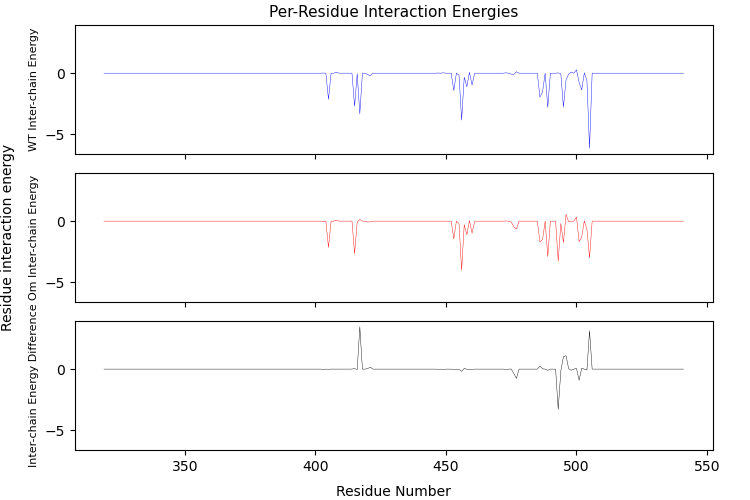 Per-Residue Interaction Energies
Residue interaction energy
WT Inter-chain Energy
0
−5
Om Inter-chain Energy
0
−5
Inter-chain Energy Difference
0
−5
350
400
450
500
550
Residue Number